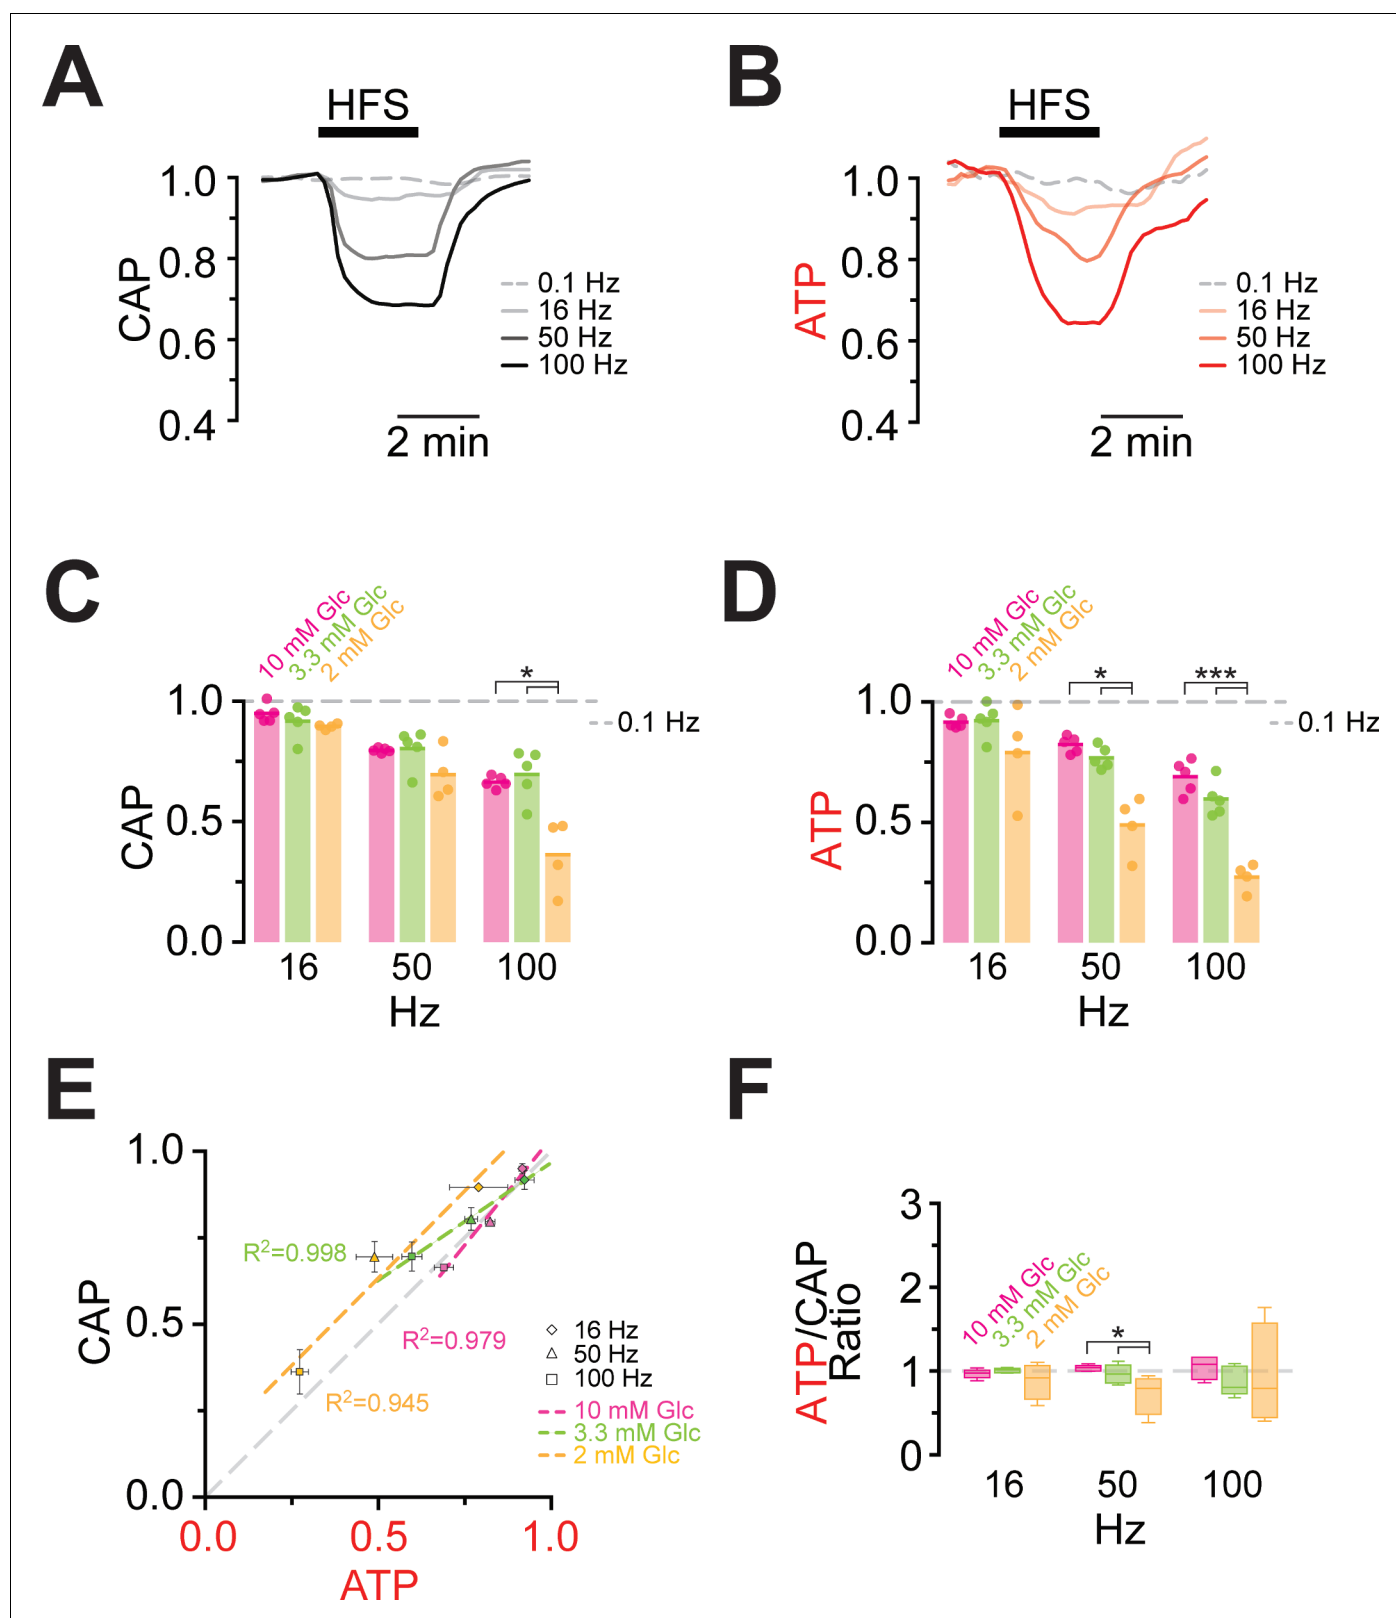 A
HFS
1.0
0.8
0.6
0.4
CAP
0.1 Hz
16 Hz
50 Hz
100 Hz
2 min
B
HFS
1.0
0.8
0.6
0.4
ATP
0.1 Hz
16 Hz
50 Hz
100 Hz
2 min
C
10 mM Glc
3.3 mM Glc
2 mM Glc
*
1.0
0.5
0.0
CAP
0.1 Hz
16 50 100
Hz
D
10 mM Glc
3.3 mM Glc
2 mM Glc
* ***
1.0
0.5
0.0
ATP
0.1 Hz
16 50 100
Hz
E
1.0
0.5
0.0
CAP
R²=0.998
R²=0.979
R²=0.945
16 Hz
50 Hz
100 Hz
10 mM Glc
3.3 mM Glc
2 mM Glc
0.0 0.5 1.0
ATP
F
3
2
1
0
ATP/CAP
Ratio
10 mM Glc
3.3 mM Glc
2 mM Glc
*
16 50 100
Hz